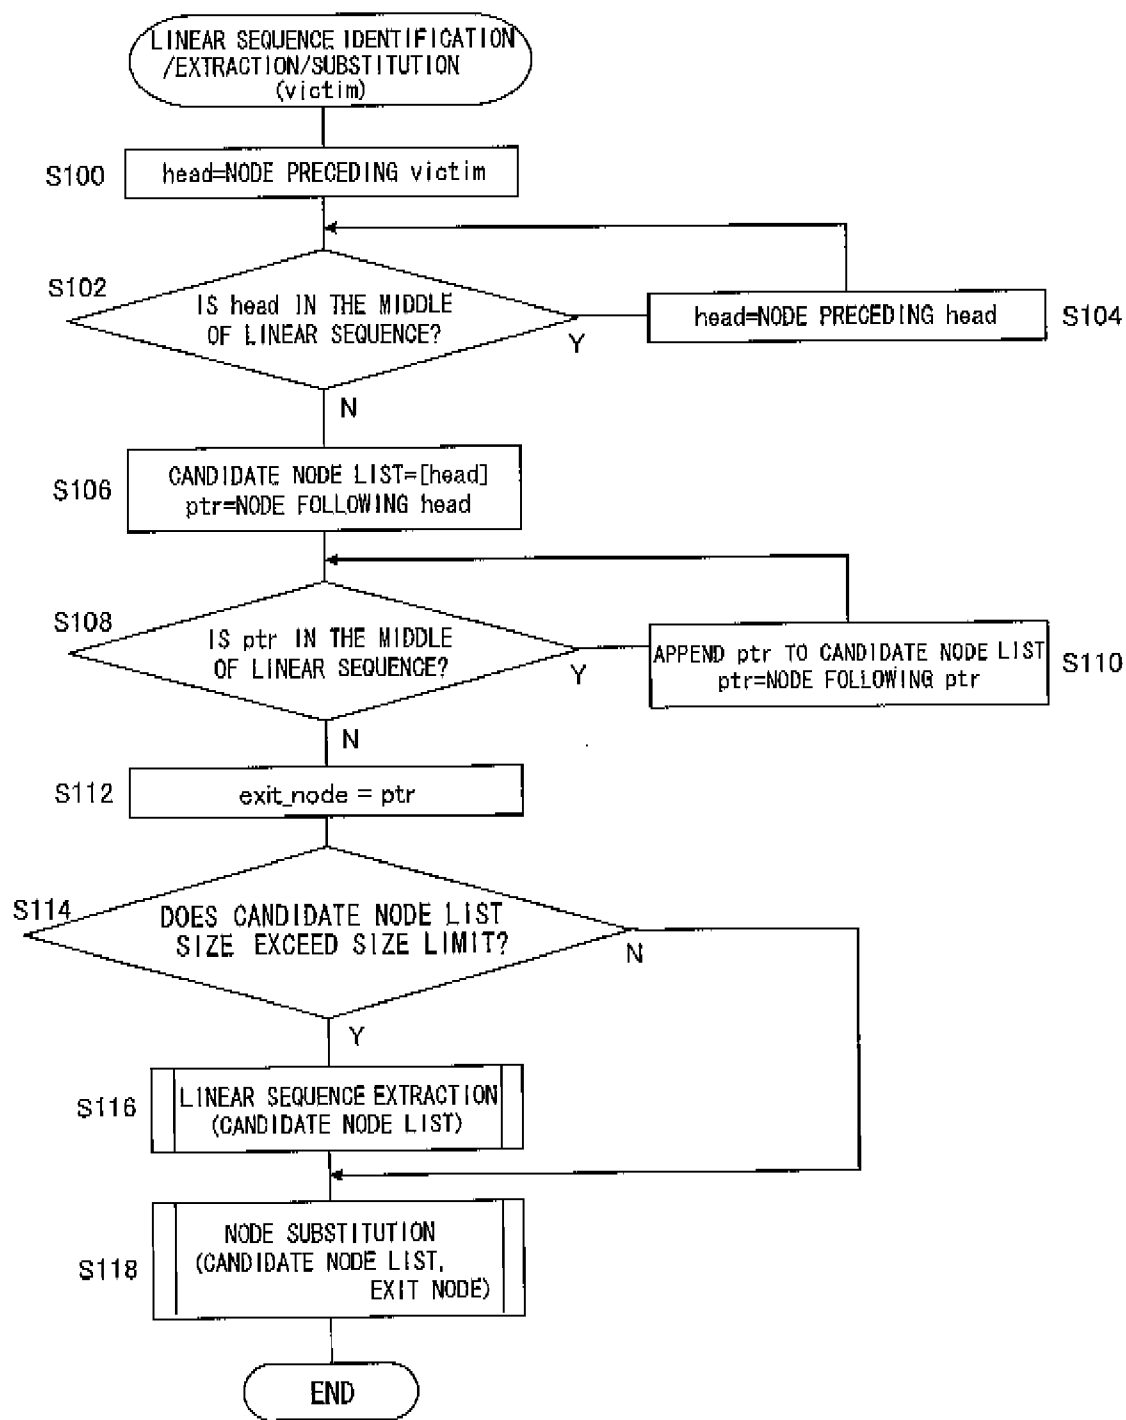 LINEAR SEQUENCE IDENTIFICATION
/EXTRACTION/SUBSTITUTION
(victim)
S100
head=NODE PRECEDING victim
S102
IS head IN THE MIDDLE
OF LINEAR SEQUENCE?
Y
head=NODE PRECEDING head
S104
N
S106
CANDIDATE NODE LIST=[head]
ptr=NODE FOLLOWING head
S108
IS ptr IN THE MIDDLE
OF LINEAR SEQUENCE?
Y
APPEND ptr TO CANDIDATE NODE LIST
ptr=NODE FOLLOWING ptr
S110
N
S112
exit_node = ptr
S114
DOES CANDIDATE NODE LIST
SIZE EXCEED SIZE LIMIT?
N
Y
S116
LINEAR SEQUENCE EXTRACTION
(CANDIDATE NODE LIST)
S118
NODE SUBSTITUTION
(CANDIDATE NODE LIST,
EXIT NODE)
END